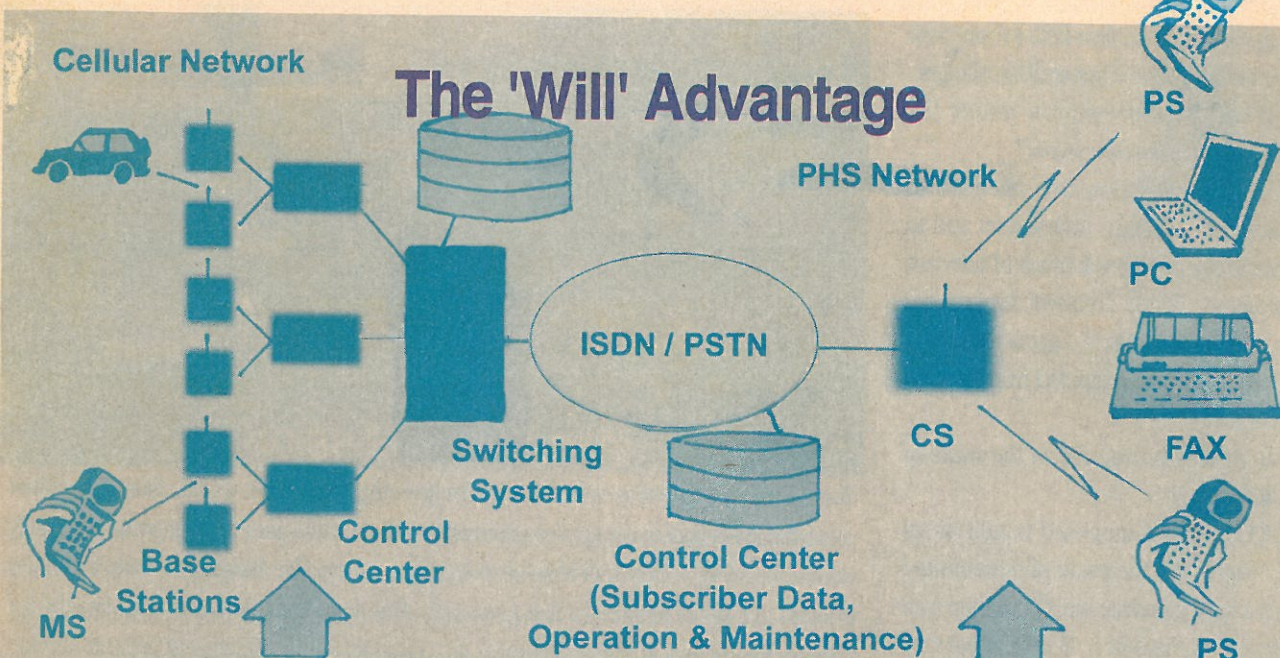 Cellular Network
The 'Will' Advantage
PS
PHS Network
PC
ISDN / PSTN
CS
FAX
Switching
System
Control
Center
Base
Stations
MS
Control Center
(Subscriber Data,
Operation & Maintenance)
PS